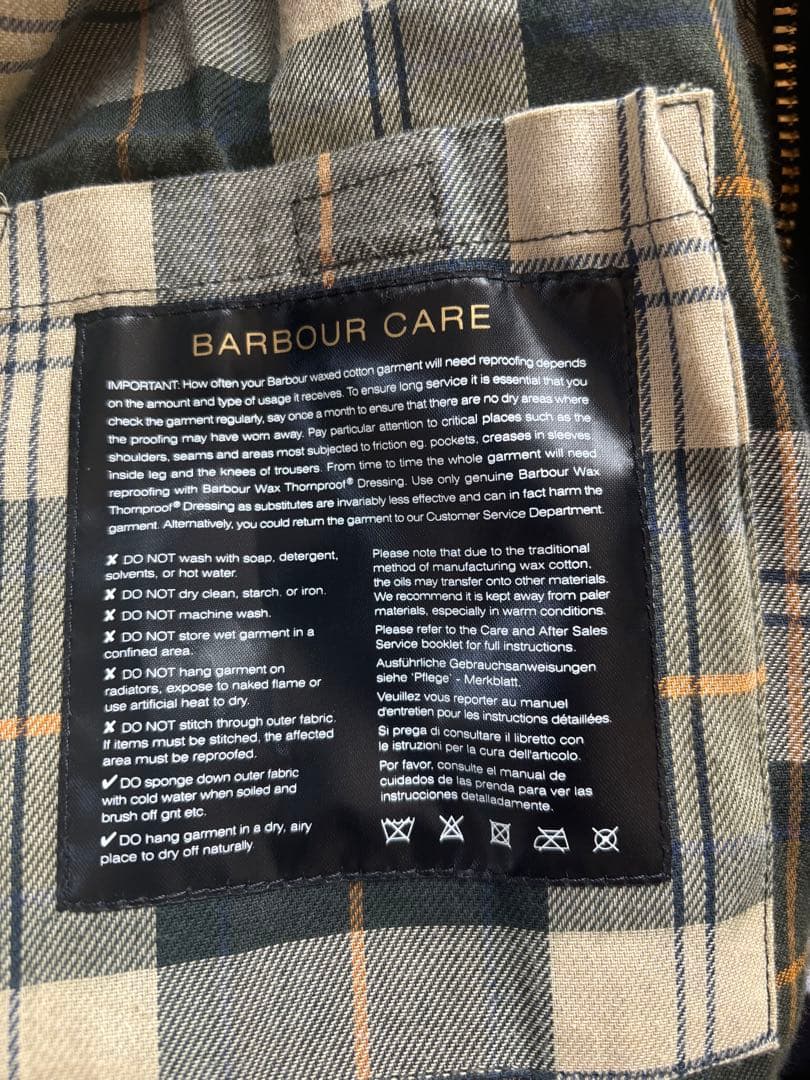 BARBOUR CARE
IMPORTANT: How often your Barbour waxed cotton garment will need reproofing depends
on the amount and type of usage it receives. To ensure long service it is essential that you
check the garment regularly, say once a month to ensure that there are no dry areas where
the proofing may have worn away. Pay particular attention to critical places such as the
shoulders, seams and areas most subjected to friction eg. pockets, creases in sleeves,
inside leg and the knees of trousers. From time to time the whole garment will need
reproofing with Barbour Wax Thornproof® Dressing. Use only genuine Barbour Wax
Thornproof® Dressing as substitutes are invariably less effective and can in fact harm the
garment. Alternatively, you could return the garment to our Customer Service Department.
✘ DO NOT wash with soap, detergent,
solvents, or hot water.
✘ DO NOT dry clean, starch. or iron.
✘ DO NOT machine wash.
✘ DO NOT store wet garment in a
confined area.
✘ DO NOT hang garment on
radiators, expose to naked flame or
use artificial heat to dry.
✘ DO NOT stitch through outer fabric.
If items must be stitched, the affected
area must be reproofed.
✔ DO sponge down outer fabric
with cold water when soiled and
brush off grit etc.
✔ DO hang garment in a dry, airy
place to dry off naturally.
Please note that due to the traditional
method of manufacturing wax cotton,
the oils may transfer onto other materials.
We recommend it is kept away from paler
materials, especially in warm conditions.
Please refer to the Care and After Sales
Service booklet for full instructions.
Ausführliche Gebrauchsanweisungen
siehe 'Pflege' - Merkblatt.
Veuillez vous reporter au manuel
d'entretien pour les instructions détaillées.
Si prega di consultare il libretto con
le istruzioni per la cura dell'articolo.
Por favor, consulte el manual de
cuidados de las prenda para ver las
instrucciones detalladamente.